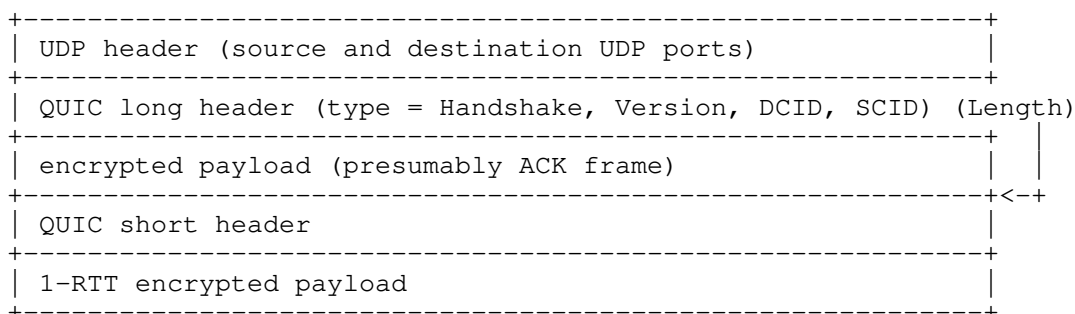 UDP header (source and destination UDP ports)
QUIC long header (type = Handshake, Version, DCID, SCID) (Length)
encrypted payload (presumably ACK frame)
QUIC short header
1-RTT encrypted payload